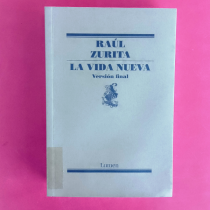 RAÚL
ZURITA
LA VIDA NUEVA
Versión final
Lumen